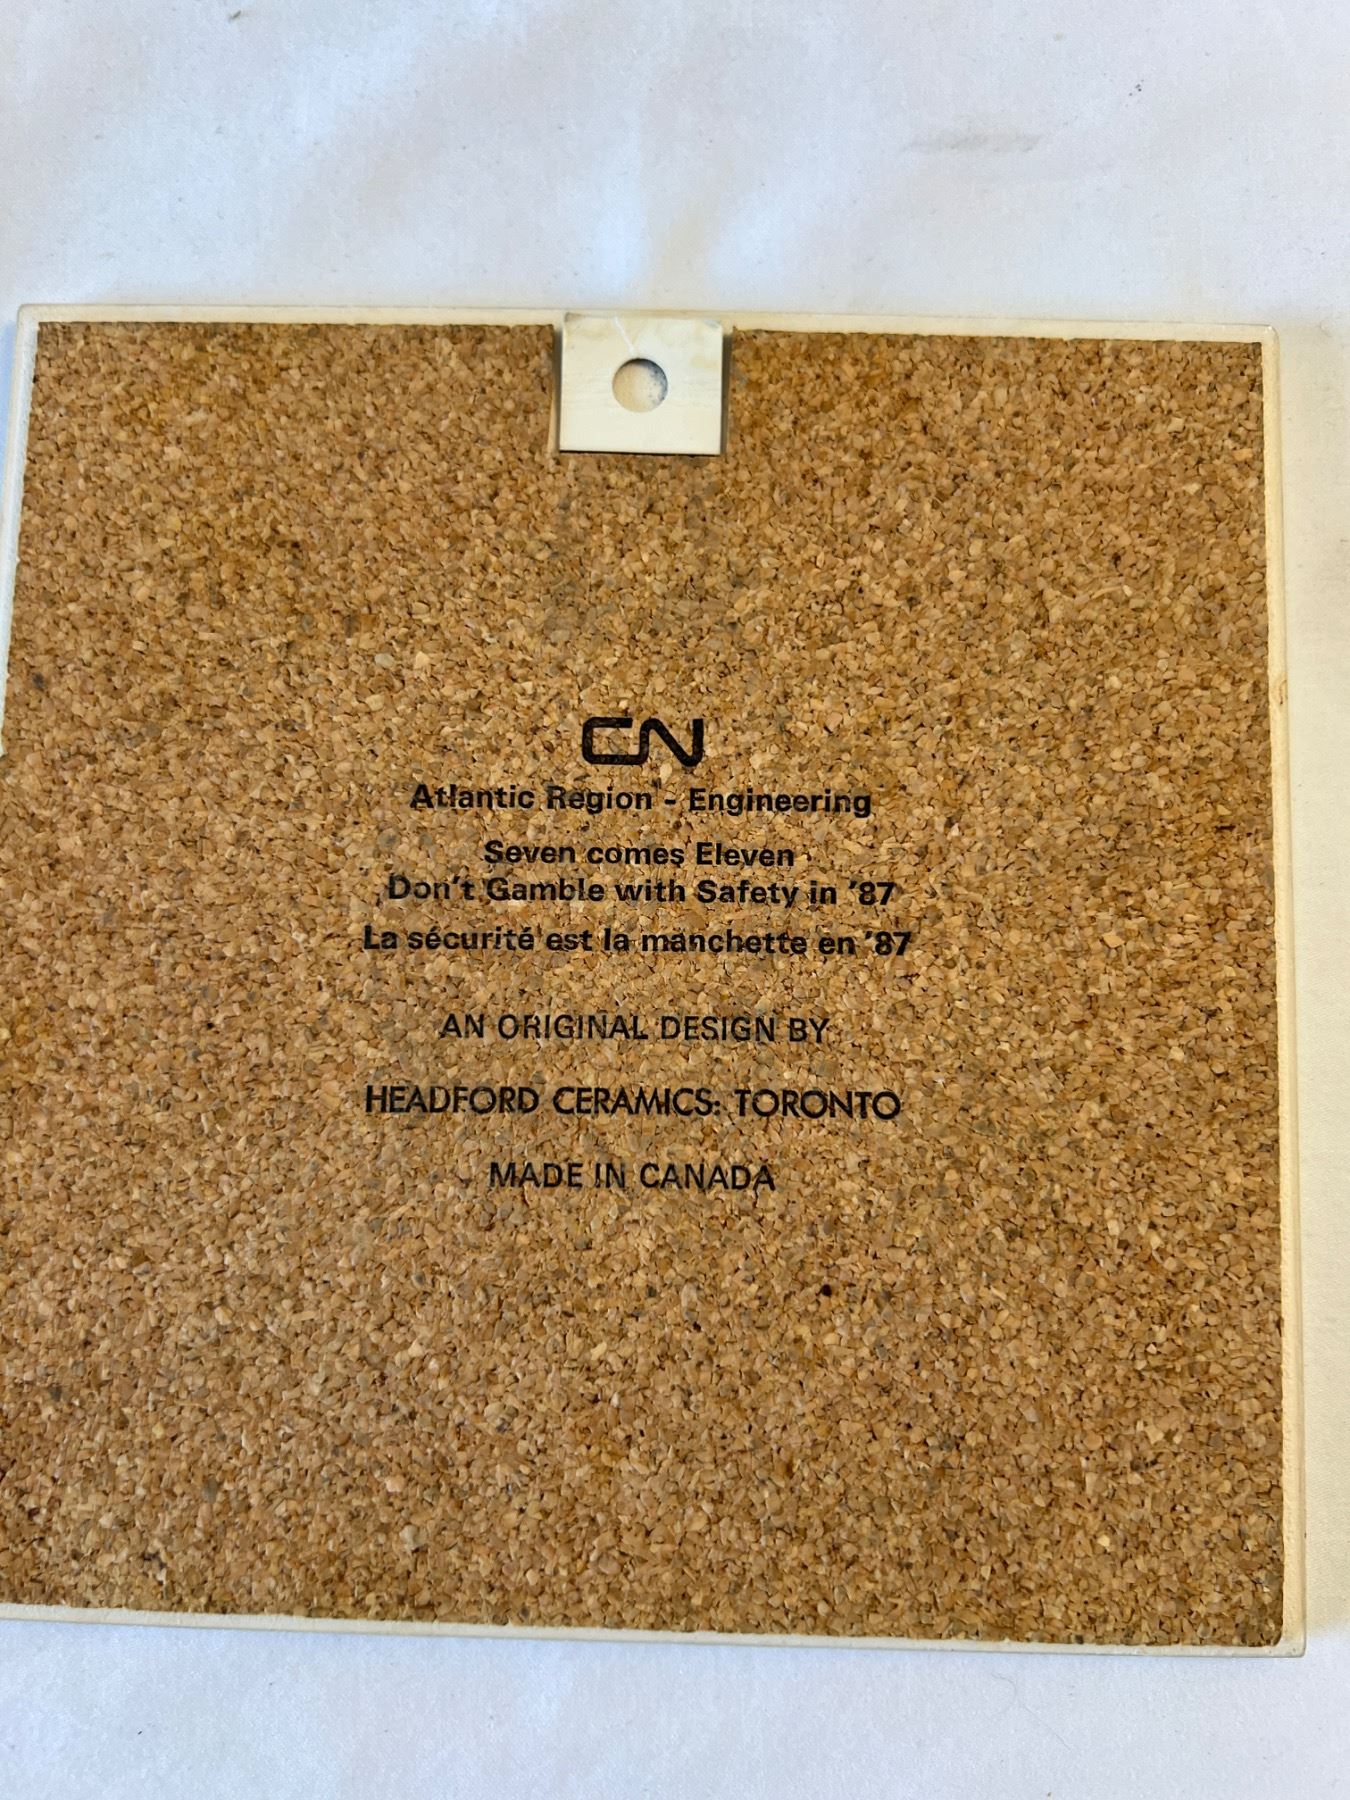 CN
Atlantic Region - Engineering
Seven comes Eleven
Don't Gamble with Safety in '87
La sécurité est la manchette en '87
AN ORIGINAL DESIGN BY
HEADFORD CERAMICS: TORONTO
MADE IN CANADA